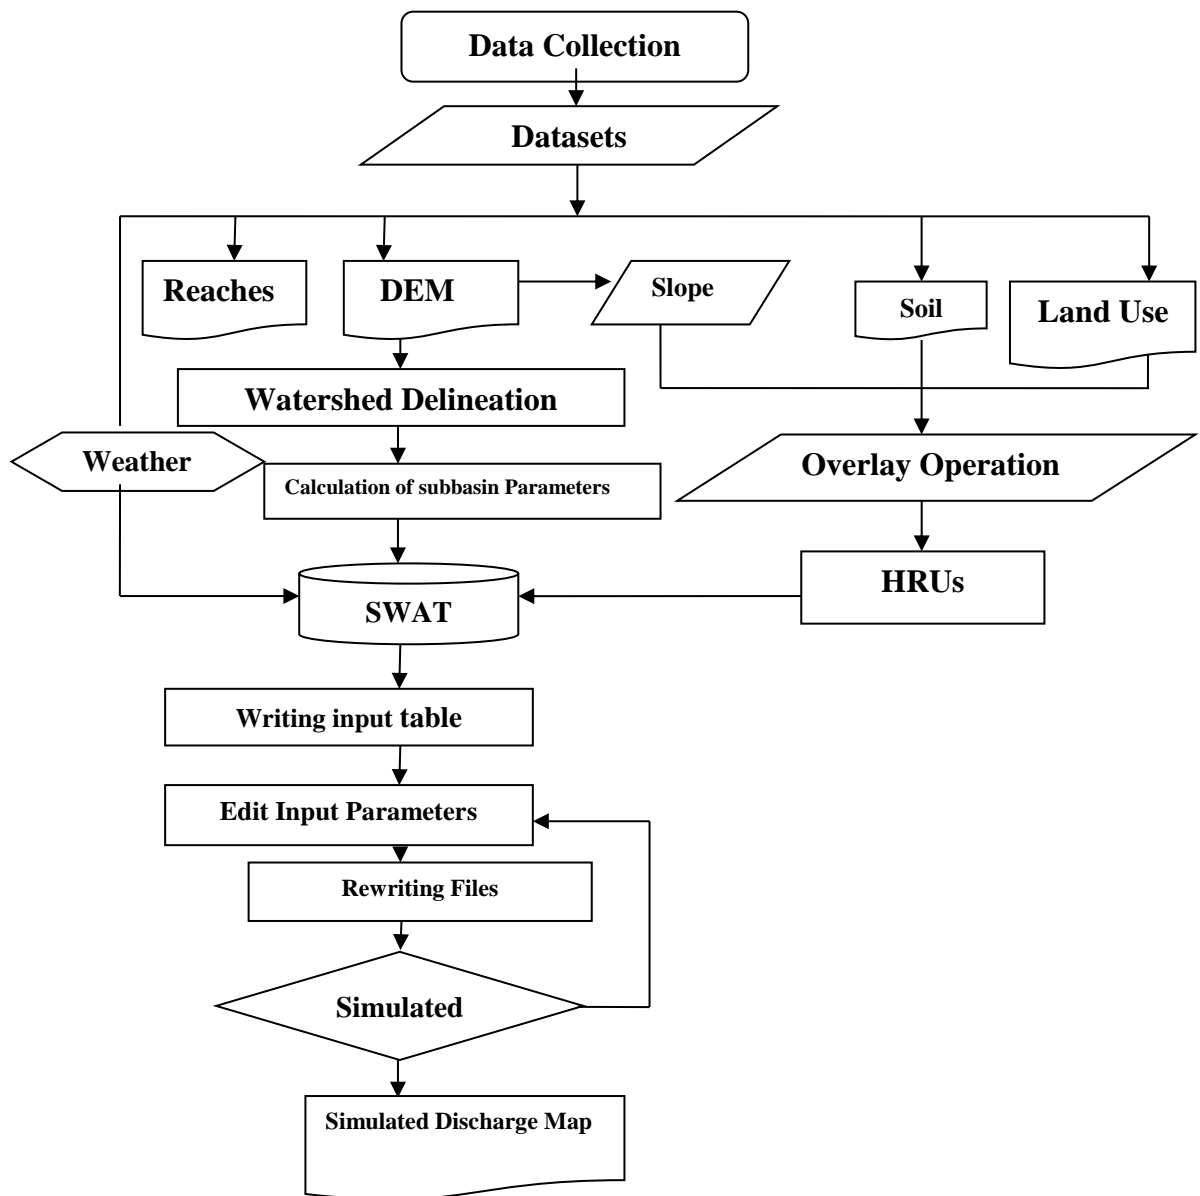 Data Collection
Datasets
Reaches
DEM
Slope
Soil
Land Use
Watershed Delineation
Weather
Overlay Operation
Calculation of subbasin Parameters
HRUs
SWAT
Writing input table
Edit Input Parameters
Rewriting Files
Simulated
Simulated Discharge Map